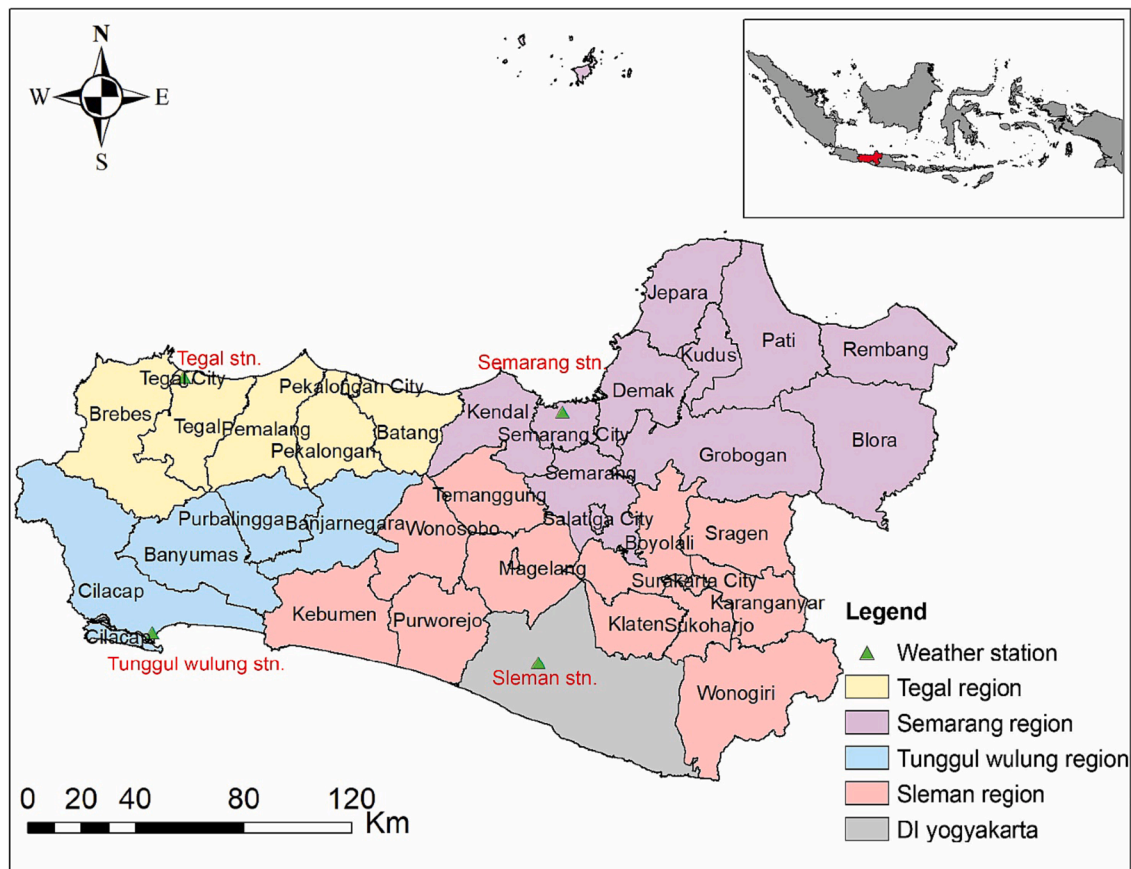 N
W E
S
Jepara
Pati
Kudus
Rembang
Tegal stn.
Semarang stn.
Tegal City
Pekalongan City
Demak
Brebes
Kendal
Tegal
Pemalang
Batang
Semarang City
Blora
Pekalongan
Grobogan
Semarang
Temanggung
Purbalingga
Banjarnegara
Wonosobo
Salatiga City
Sragen
Boyolali
Banyumas
Magelang
Surakarta City
Cilacap
Karanganyar
Kebumen
Purworejo
Klaten
Sukoharjo
Cilacap
Tunggul wulung stn.
Sleman stn.
Wonogiri
Legend
Weather station
Tegal region
Semarang region
Tunggul wulung region
Sleman region
DI yogyakarta
0 20 40 80 120
Km